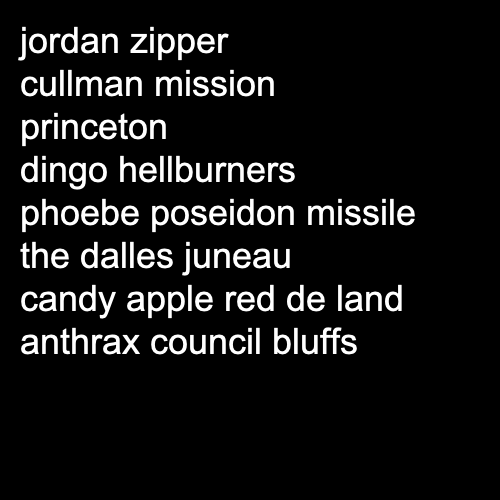 jordan zipper
cullman mission
princeton
dingo hellburners
phoebe poseidon missile
the dalles juneau
candy apple red de land
anthrax council bluffs